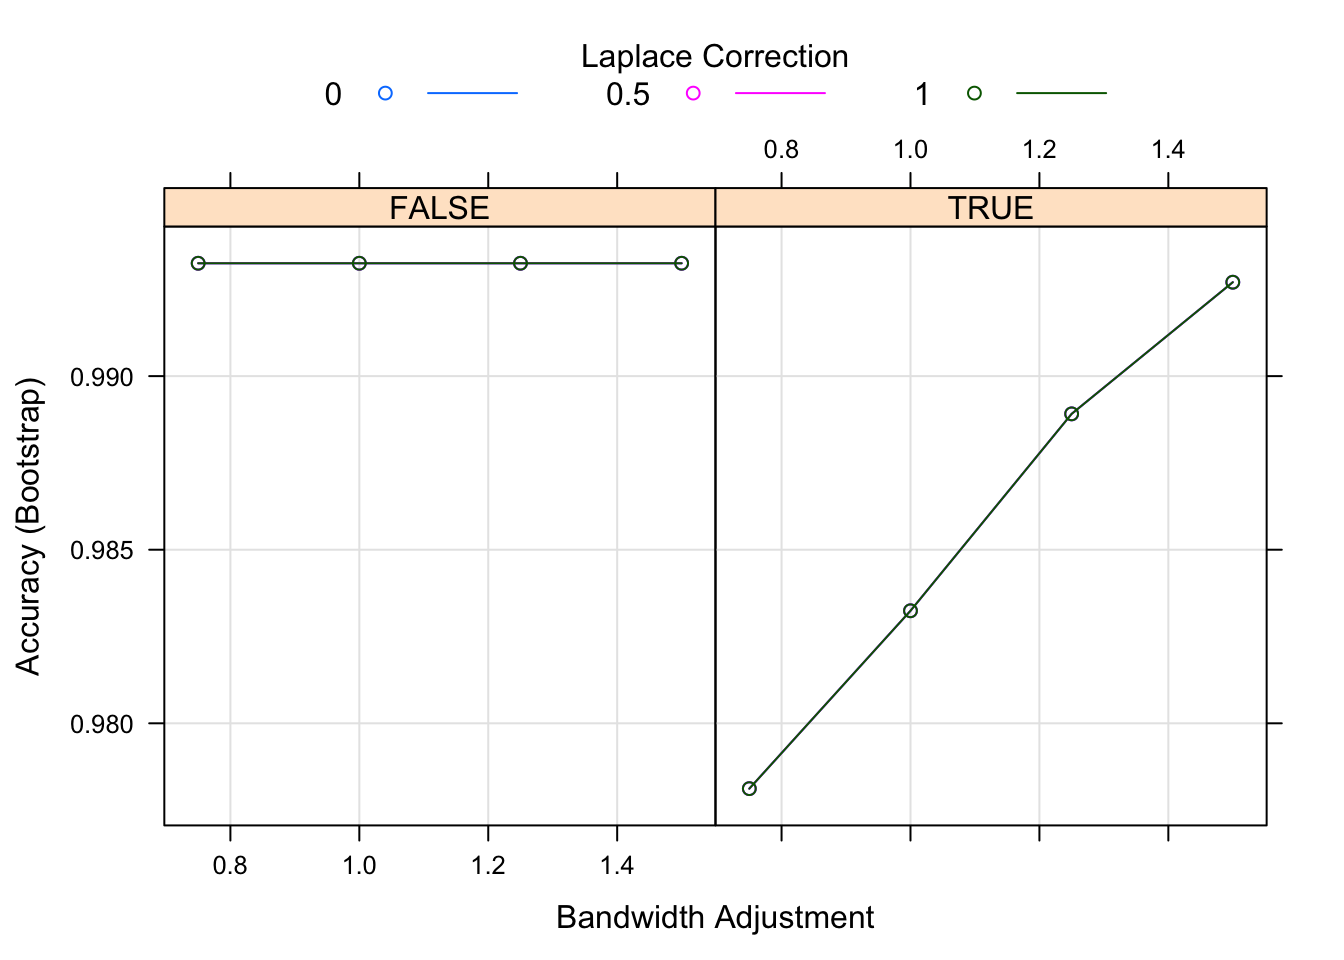 Laplace Correction
0 0.5 1
0.8 1.0 1.2 1.4
FALSE TRUE
0.990
0.985
0.980
Accuracy (Bootstrap)
0.8 1.0 1.2 1.4
Bandwidth Adjustment